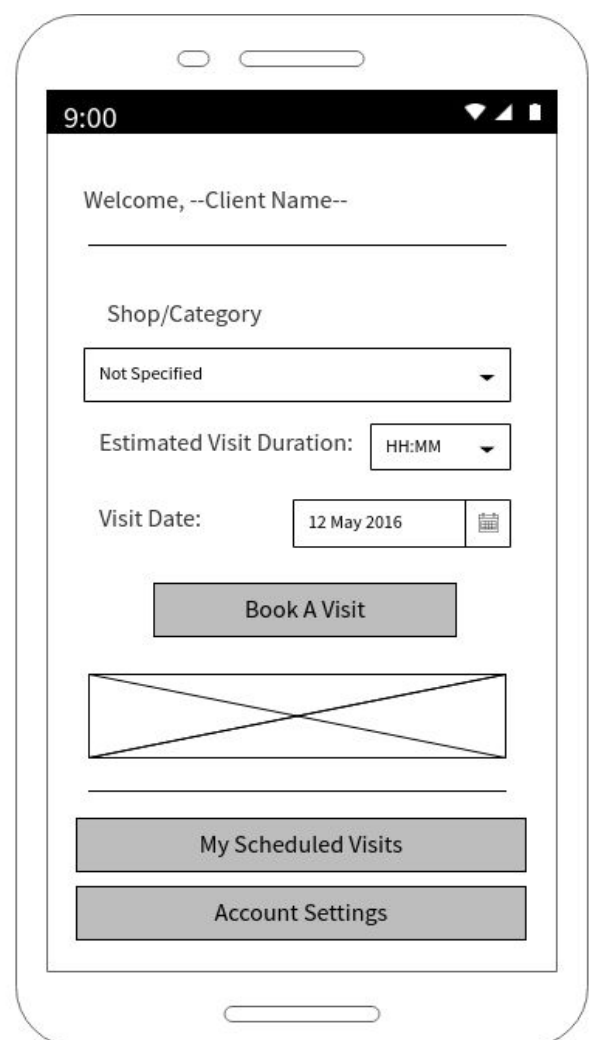 9:00
Welcome, --Client Name--
Shop/Category
Not Specified
Estimated Visit Duration: HH:MM
Visit Date: 12 May 2016
Book A Visit
My Scheduled Visits
Account Settings